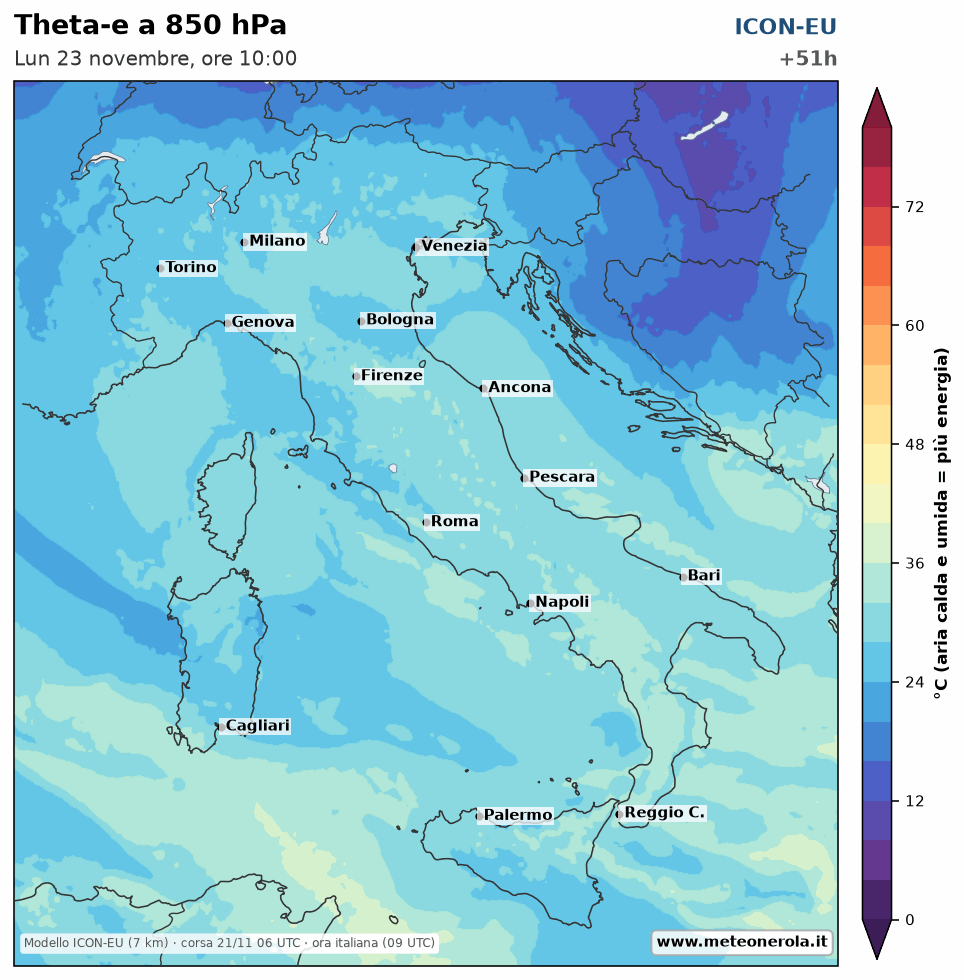 Theta-e a 850 hPa
ICON-EU
Lun 23 novembre, ore 10:00
+51h
Milano
Venezia
Torino
Genova
Bologna
Firenze
Ancona
Pescara
Roma
Bari
Napoli
Cagliari
Palermo
Reggio C.
72
60
48
36
24
12
0
°C (aria calda e umida = più energia)
Modello ICON-EU (7 km) · corsa 21/11 06 UTC · ora italiana (09 UTC)
www.meteonerola.it